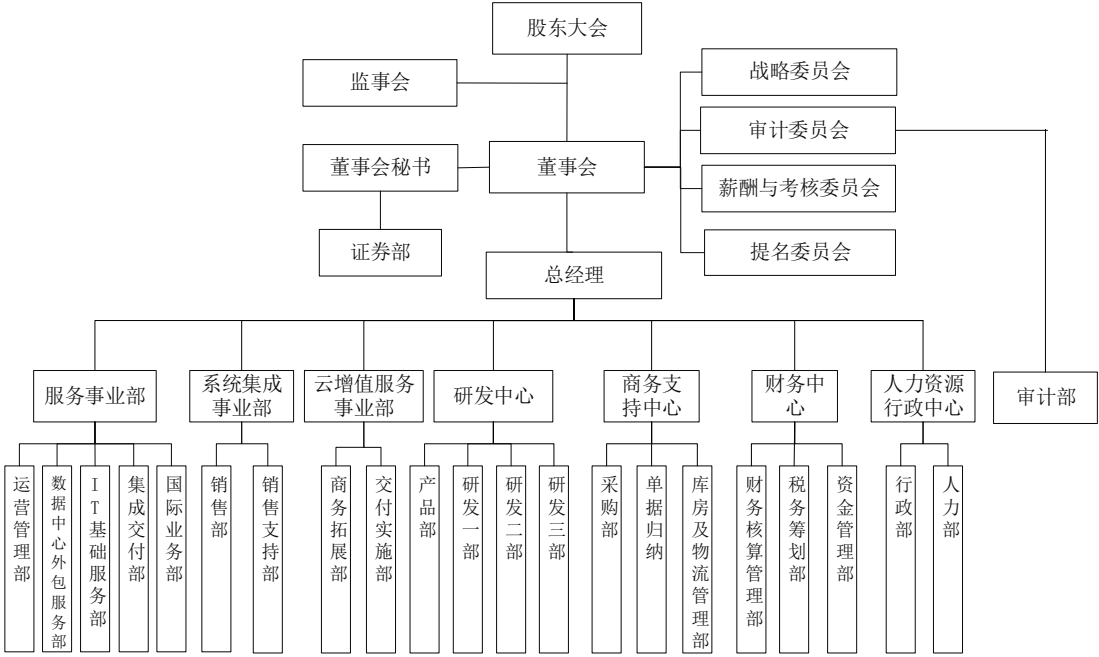 股东大会
监事会
战略委员会
审计委员会
董事会秘书
董事会
薪酬与考核委员会
证券部
提名委员会
总经理
服务事业部
系统集成
事业部
云增值服务
事业部
研发中心
商务支
持中心
财务中
心
人力资源
行政中心
审计部
运营管理部
数据中心外包服务部
IT基础服务部
集成交付部
国际业务部
销售部
销售支持部
商务拓展部
交付实施部
产品部
研发一部
研发二部
研发三部
采购部
单据归纳
库房及物流管理部
财务核算管理部
税务筹划部
资金管理部
行政部
人力部